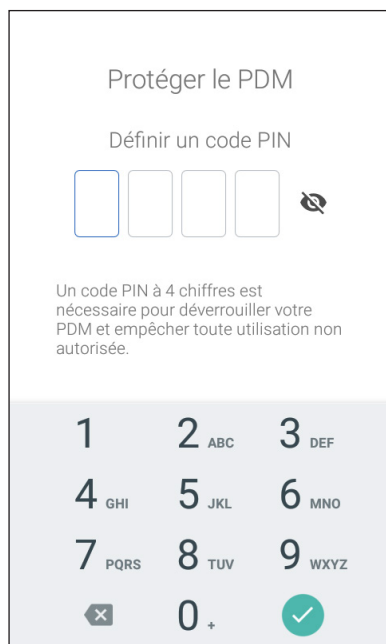 Protéger le PDM
Définir un code PIN
Un code PIN à 4 chiffres est
nécessaire pour déverrouiller votre
PDM et empêcher toute utilisation non
autorisée.
1 2 ABC 3 DEF
4 GHI 5 JKL 6 MNO
7 PQRS 8 TUV 9 WXYZ
0 +